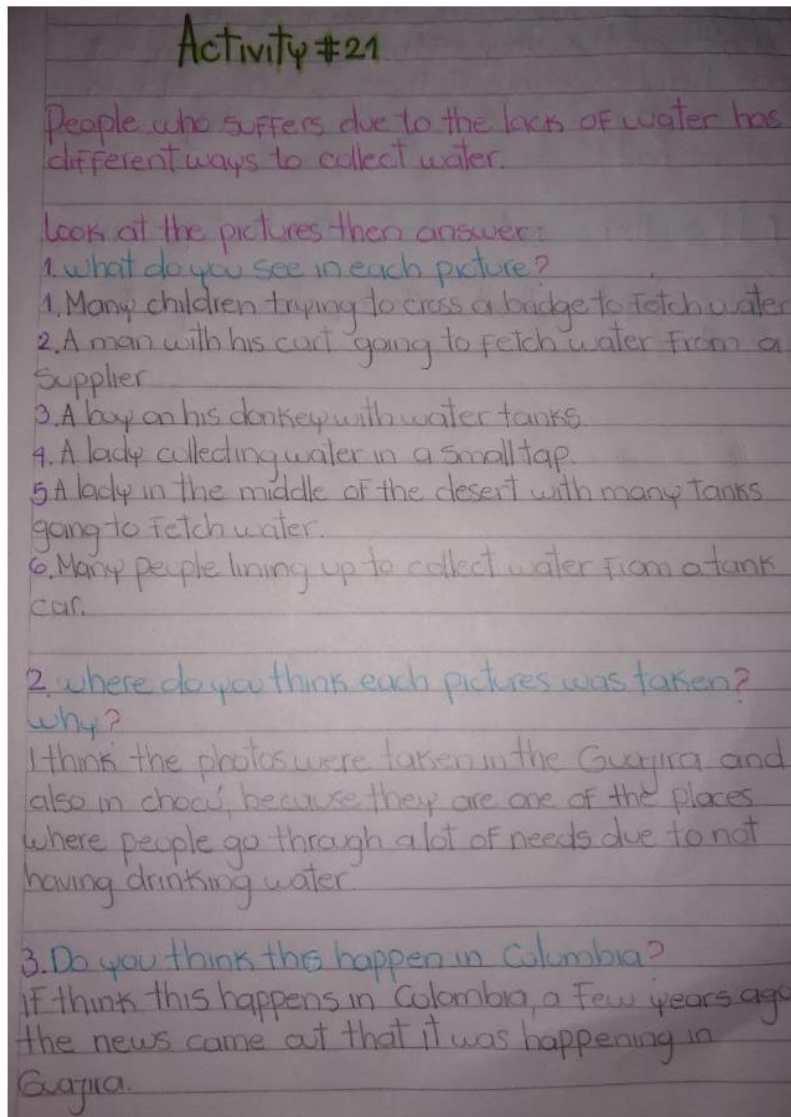 Activity #21
People who suffers due to the lack of water has
different ways to collect water.
Look at the pictures then answer:
1. what do you see in each picture?
1. Many children trying to cross a bridge to fetch water
2. A man with his cart going to fetch water from a
supplier
3. A boy on his donkey with water tanks.
4. A lady collecting water in a small tap.
5 A lady in the middle of the desert with many tanks
going to fetch water.
6. Many people lining up to collect water from a tank
car.
2. where do you think each pictures was taken?
why?
I think the photos were taken in the Guajira and
also in chocó, because they are one of the places
where people go through a lot of needs due to not
having drinking water.
3. Do you think this happen in Colombia?
If think this happens in Colombia, a few years ago
the news came out that it was happening in
Guajira.